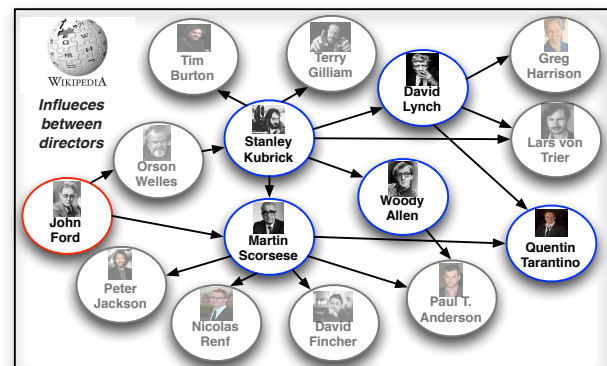 WIKIPEDIA
Influeces
between
directors
Tim
Burton
Terry
Gilliam
David
Lynch
Greg
Harrison
Stanley
Kubrick
Lars von
Trier
Orson
Welles
Woody
Allen
John
Ford
Martin
Scorsese
Quentin
Tarantino
Peter
Jackson
Nicolas
Renf
David
Fincher
Paul T.
Anderson